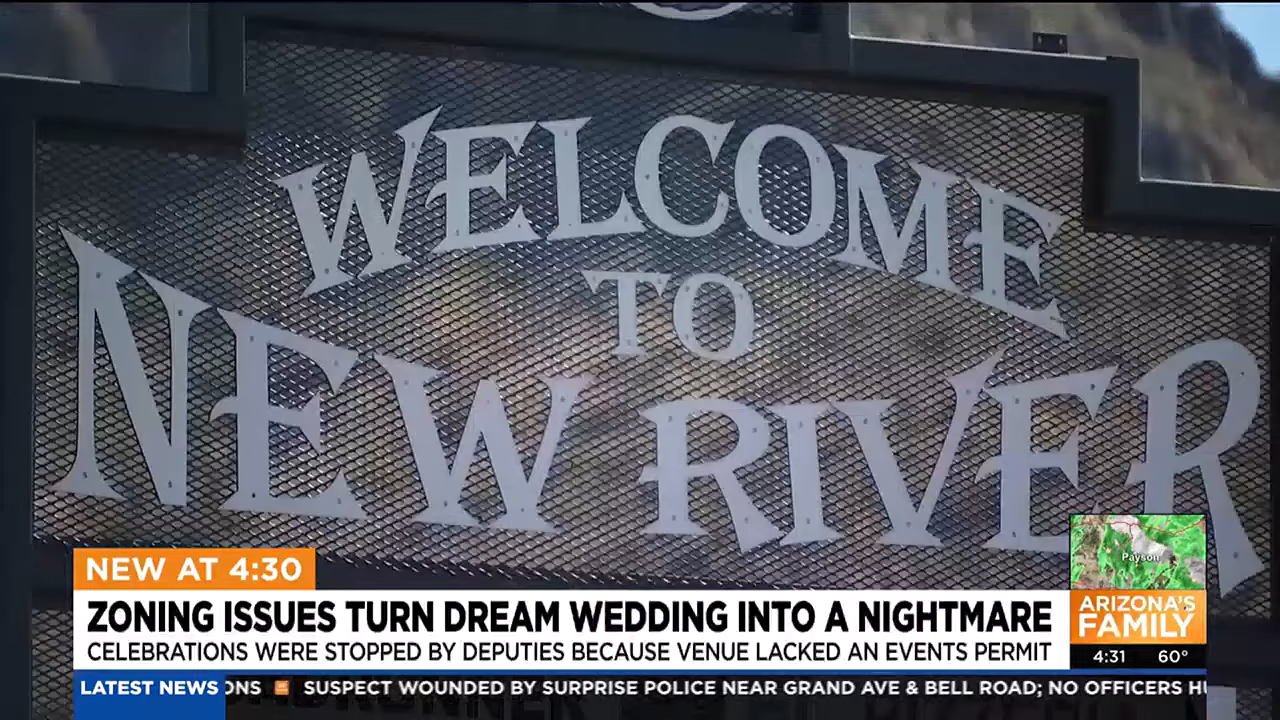 WELCOME
TO
NEW RIVER
NEW AT 4:30
ZONING ISSUES TURN DREAM WEDDING INTO A NIGHTMARE
CELEBRATIONS WERE STOPPED BY DEPUTIES BECAUSE VENUE LACKED AN EVENTS PERMIT
Payson
ARIZONA'S
FAMILY
4:31 60°
LATEST NEWS ONS SUSPECT WOUNDED BY SURPRISE POLICE NEAR GRAND AVE & BELL ROAD; NO OFFICERS HU